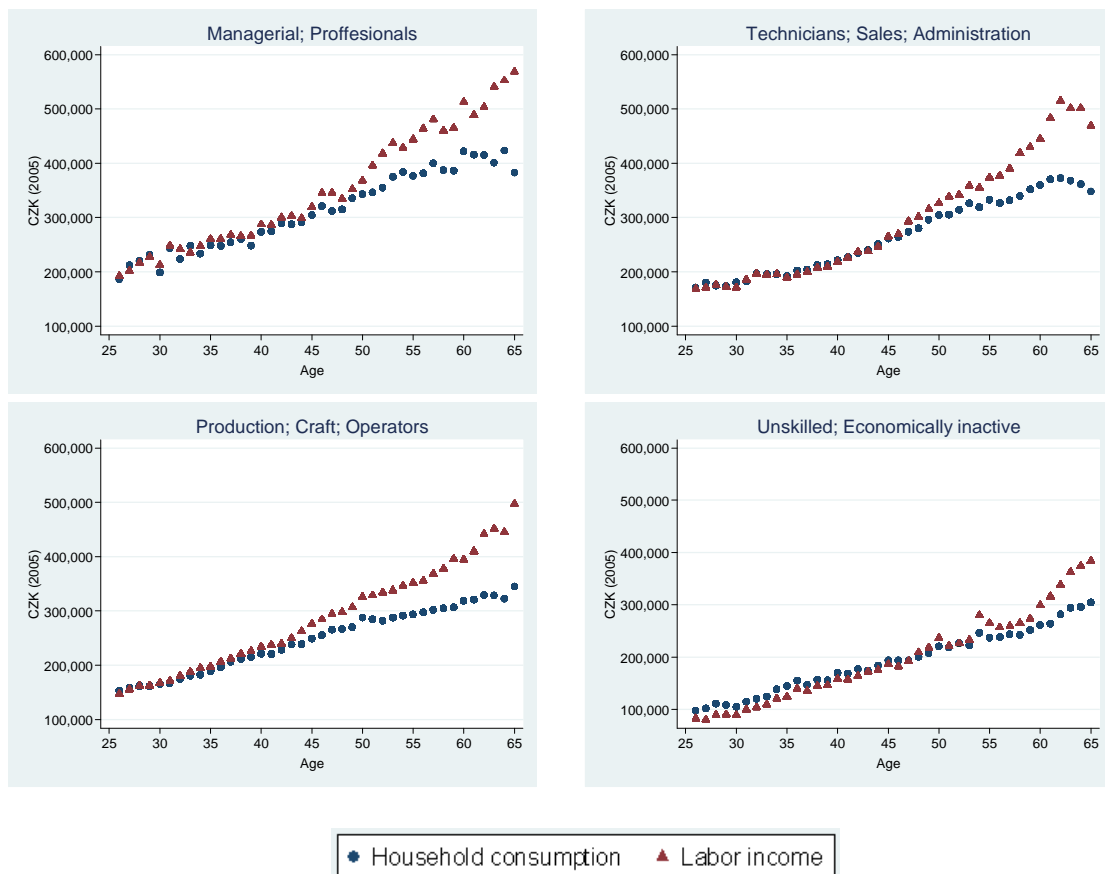 Managerial; Proffesionals
600,000
500,000
400,000
300,000
200,000
100,000
CZK (2005)
25 30 35 40 45 50 55 60 65
Age
Technicians; Sales; Administration
600,000
500,000
400,000
300,000
200,000
100,000
CZK (2005)
25 30 35 40 45 50 55 60 65
Age
Production; Craft; Operators
600,000
500,000
400,000
300,000
200,000
100,000
CZK (2005)
25 30 35 40 45 50 55 60 65
Age
Unskilled; Economically inactive
600,000
500,000
400,000
300,000
200,000
100,000
CZK (2005)
25 30 35 40 45 50 55 60 65
Age
Household consumption Labor income